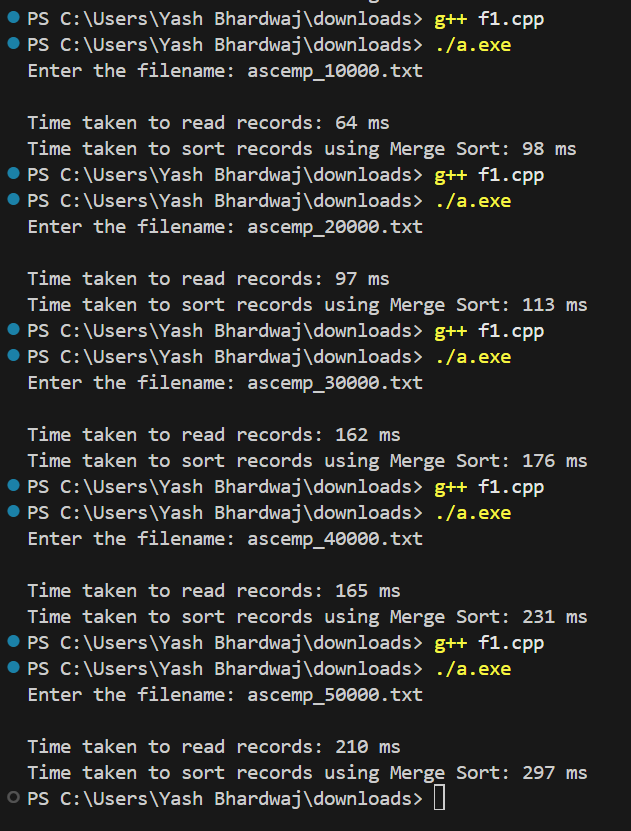 PS C:\Users\Yash Bhardwaj\downloads> g++ f1.cpp
PS C:\Users\Yash Bhardwaj\downloads> ./a.exe
Enter the filename: ascemp_10000.txt
Time taken to read records: 64 ms
Time taken to sort records using Merge Sort: 98 ms
PS C:\Users\Yash Bhardwaj\downloads> g++ f1.cpp
PS C:\Users\Yash Bhardwaj\downloads> ./a.exe
Enter the filename: ascemp_20000.txt
Time taken to read records: 97 ms
Time taken to sort records using Merge Sort: 113 ms
PS C:\Users\Yash Bhardwaj\downloads> g++ f1.cpp
PS C:\Users\Yash Bhardwaj\downloads> ./a.exe
Enter the filename: ascemp_30000.txt
Time taken to read records: 162 ms
Time taken to sort records using Merge Sort: 176 ms
PS C:\Users\Yash Bhardwaj\downloads> g++ f1.cpp
PS C:\Users\Yash Bhardwaj\downloads> ./a.exe
Enter the filename: ascemp_40000.txt
Time taken to read records: 165 ms
Time taken to sort records using Merge Sort: 231 ms
PS C:\Users\Yash Bhardwaj\downloads> g++ f1.cpp
PS C:\Users\Yash Bhardwaj\downloads> ./a.exe
Enter the filename: ascemp_50000.txt
Time taken to read records: 210 ms
Time taken to sort records using Merge Sort: 297 ms
PS C:\Users\Yash Bhardwaj\downloads>